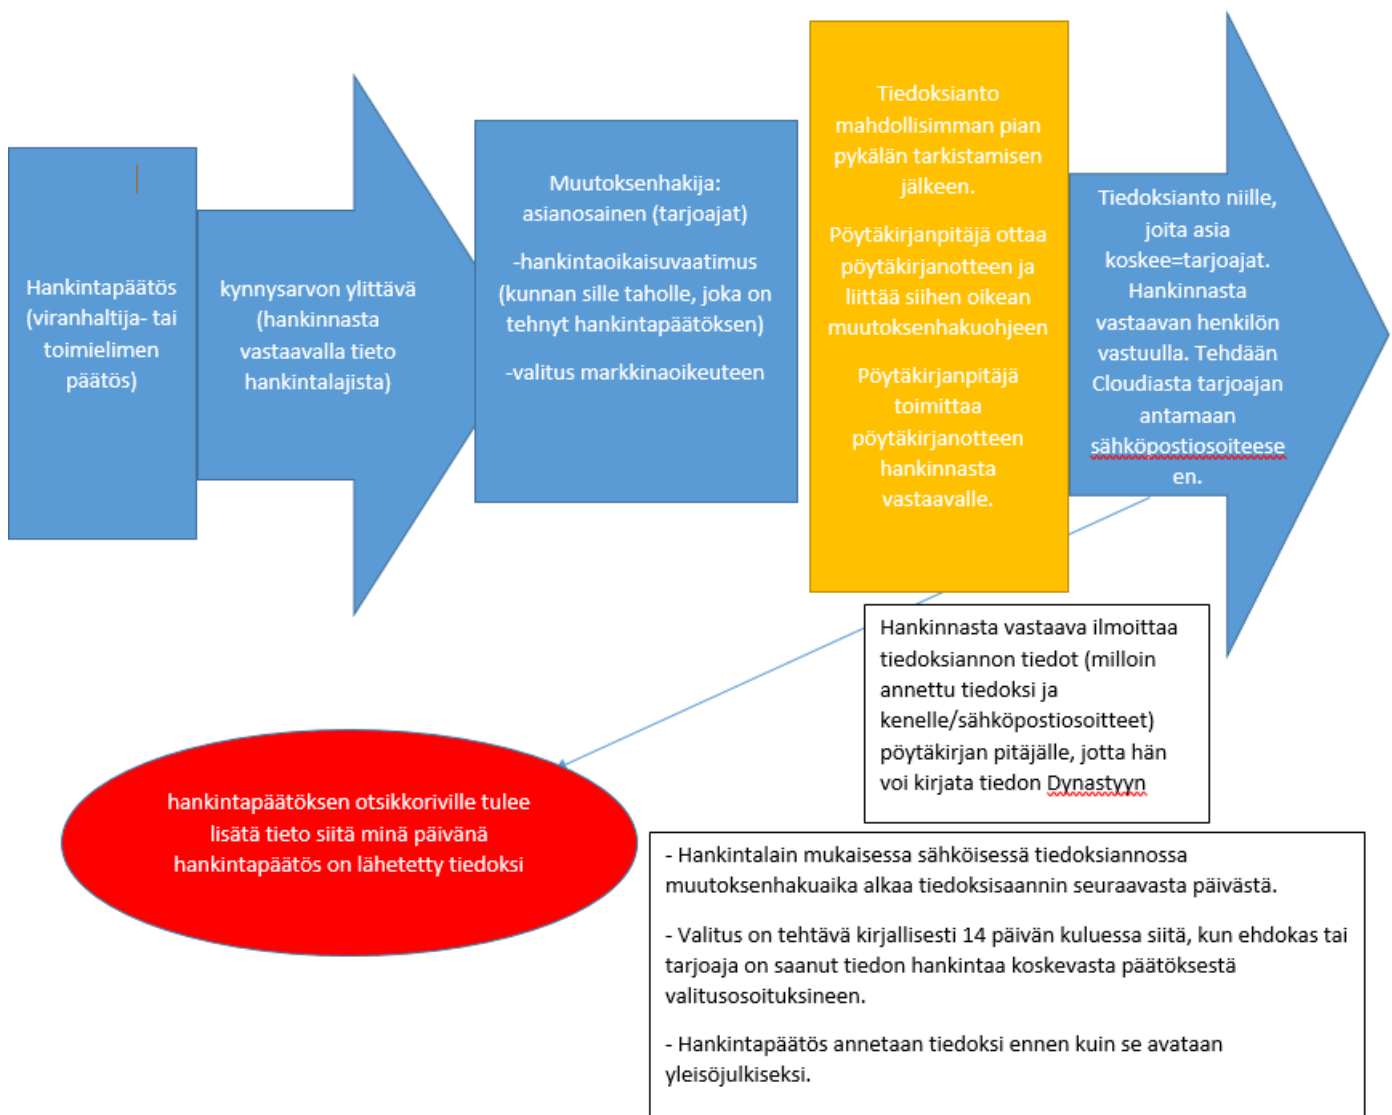 Hankintapäätös
(viranhaltija- tai
toimielimen
päätös)
kynnysarvon ylittävä
(hankinnasta
vastaavalla tieto
hankintalajista)
Muutoksenhakija:
asianosainen (tarjoajat)
-hankintaoikaisuvaatimus
(kunnan sille taholle, joka on
tehnyt hankintapäätöksen)
-valitus markkinaoikeuteen
Tiedoksianto
mahdollisimman pian
pykälän tarkistamisen
jälkeen.
Pöytäkirjanpitäjä ottaa
pöytäkirjanotteen ja
liittää siihen oikean
muutoksenhakuohjeen
Pöytäkirjanpitäjä
toimittaa
pöytäkirjanotteen
hankinnasta
vastaavalle.
Tiedoksianto niille,
joita asia
koskee=tarjoajat.
Hankinnasta
vastaavan henkilön
vastuulla. Tehdään
Cloudiasta tarjoajan
antamaan
sähköpostiosoiteese
en.
Hankinnasta vastaava ilmoittaa
tiedoksiannon tiedot (milloin
annettu tiedoksi ja
kenelle/sähköpostiosoitteet)
pöytäkirjan pitäjälle, jotta hän
voi kirjata tiedon Dynastyyn
hankintapäätöksen otsikkoriville tulee
lisätä tieto siitä minä päivänä
hankintapäätös on lähetetty tiedoksi
- Hankintalain mukaisessa sähköisessä tiedoksiannossa
muutoksenhakuaika alkaa tiedoksisaannin seuraavasta päivästä.
- Valitus on tehtävä kirjallisesti 14 päivän kuluessa siitä, kun ehdokas tai
tarjoaja on saanut tiedon hankintaa koskevasta päätöksestä
valitusosoituksineen.
- Hankintapäätös annetaan tiedoksi ennen kuin se avataan
yleisöjulkiseksi.